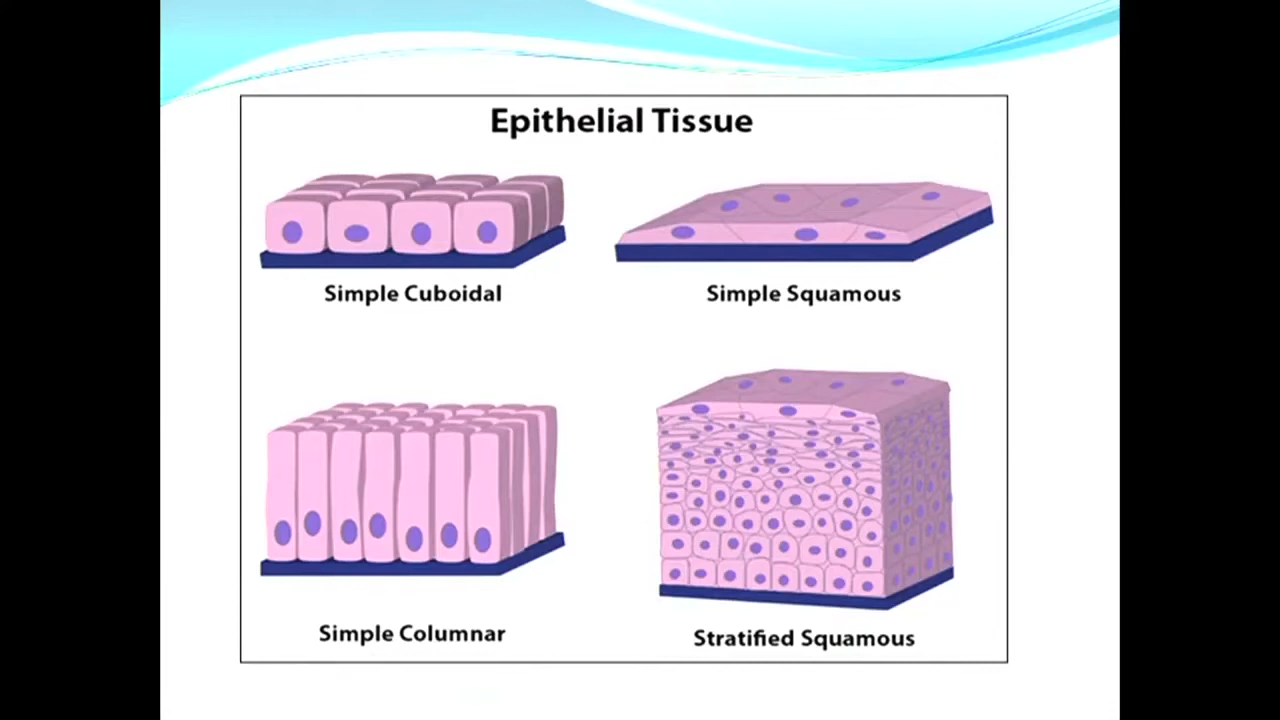 Epithelial Tissue
Simple Cuboidal
Simple Squamous
Simple Columnar
Stratified Squamous